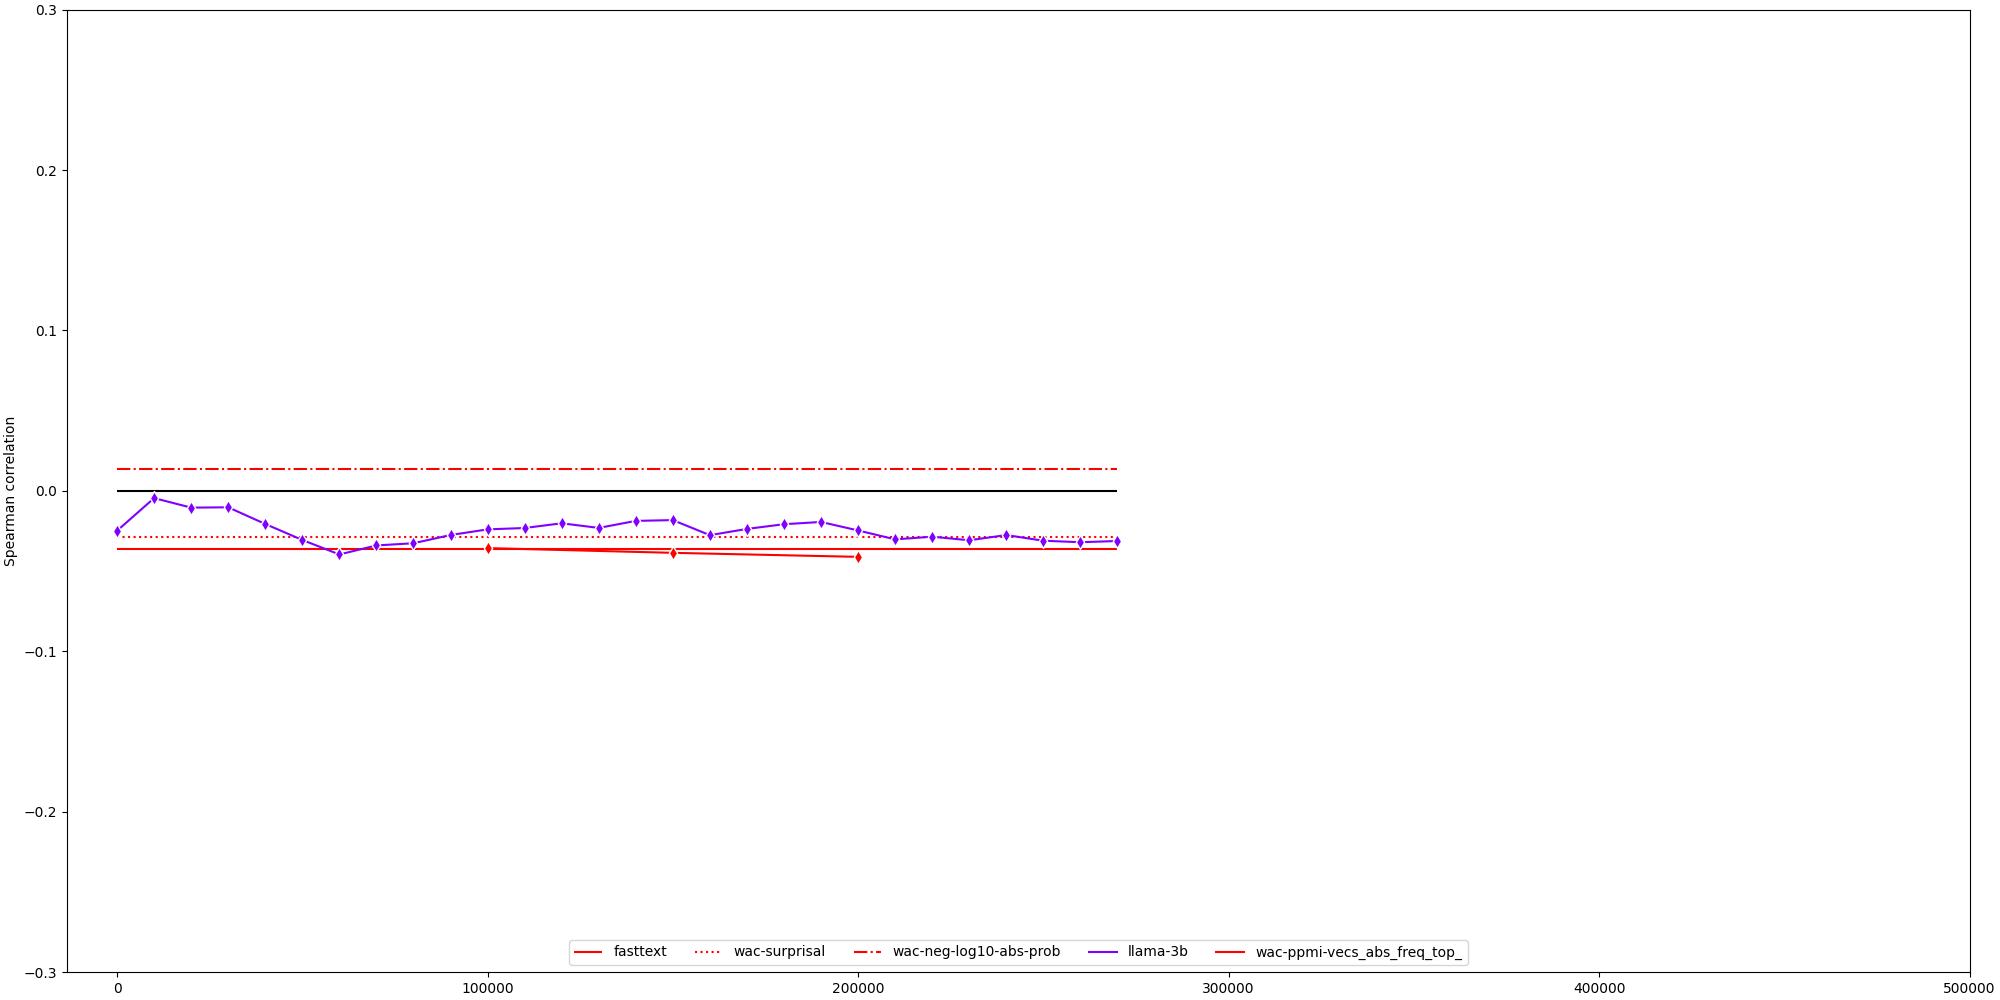 0.3
0.2
0.1
0.0
−0.1
−0.2
−0.3
Spearman correlation
fasttext wac-surprisal wac-neg-log10-abs-prob llama-3b wac-ppmi-vecs_abs_freq_top_
0 100000 200000 300000 400000 500000